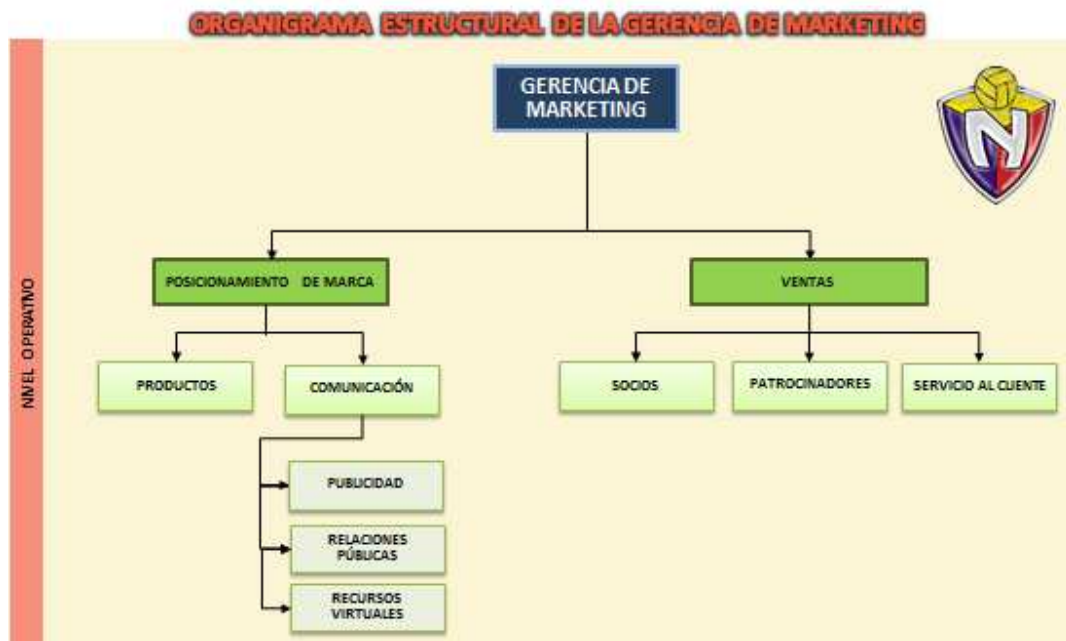 ORGANIGRAMA ESTRUCTURAL DE LA GERENCIA DE MARKETING
GERENCIA DE
MARKETING
N
NIVEL OPERATIVO
POSICIONAMIENTO DE MARCA
VENTAS
PRODUCTOS
COMUNICACIÓN
SOCIOS
PATROCINADORES
SERVICIO AL CLIENTE
PUBLICIDAD
RELACIONES
PÚBLICAS
RECURSOS
VIRTUALES